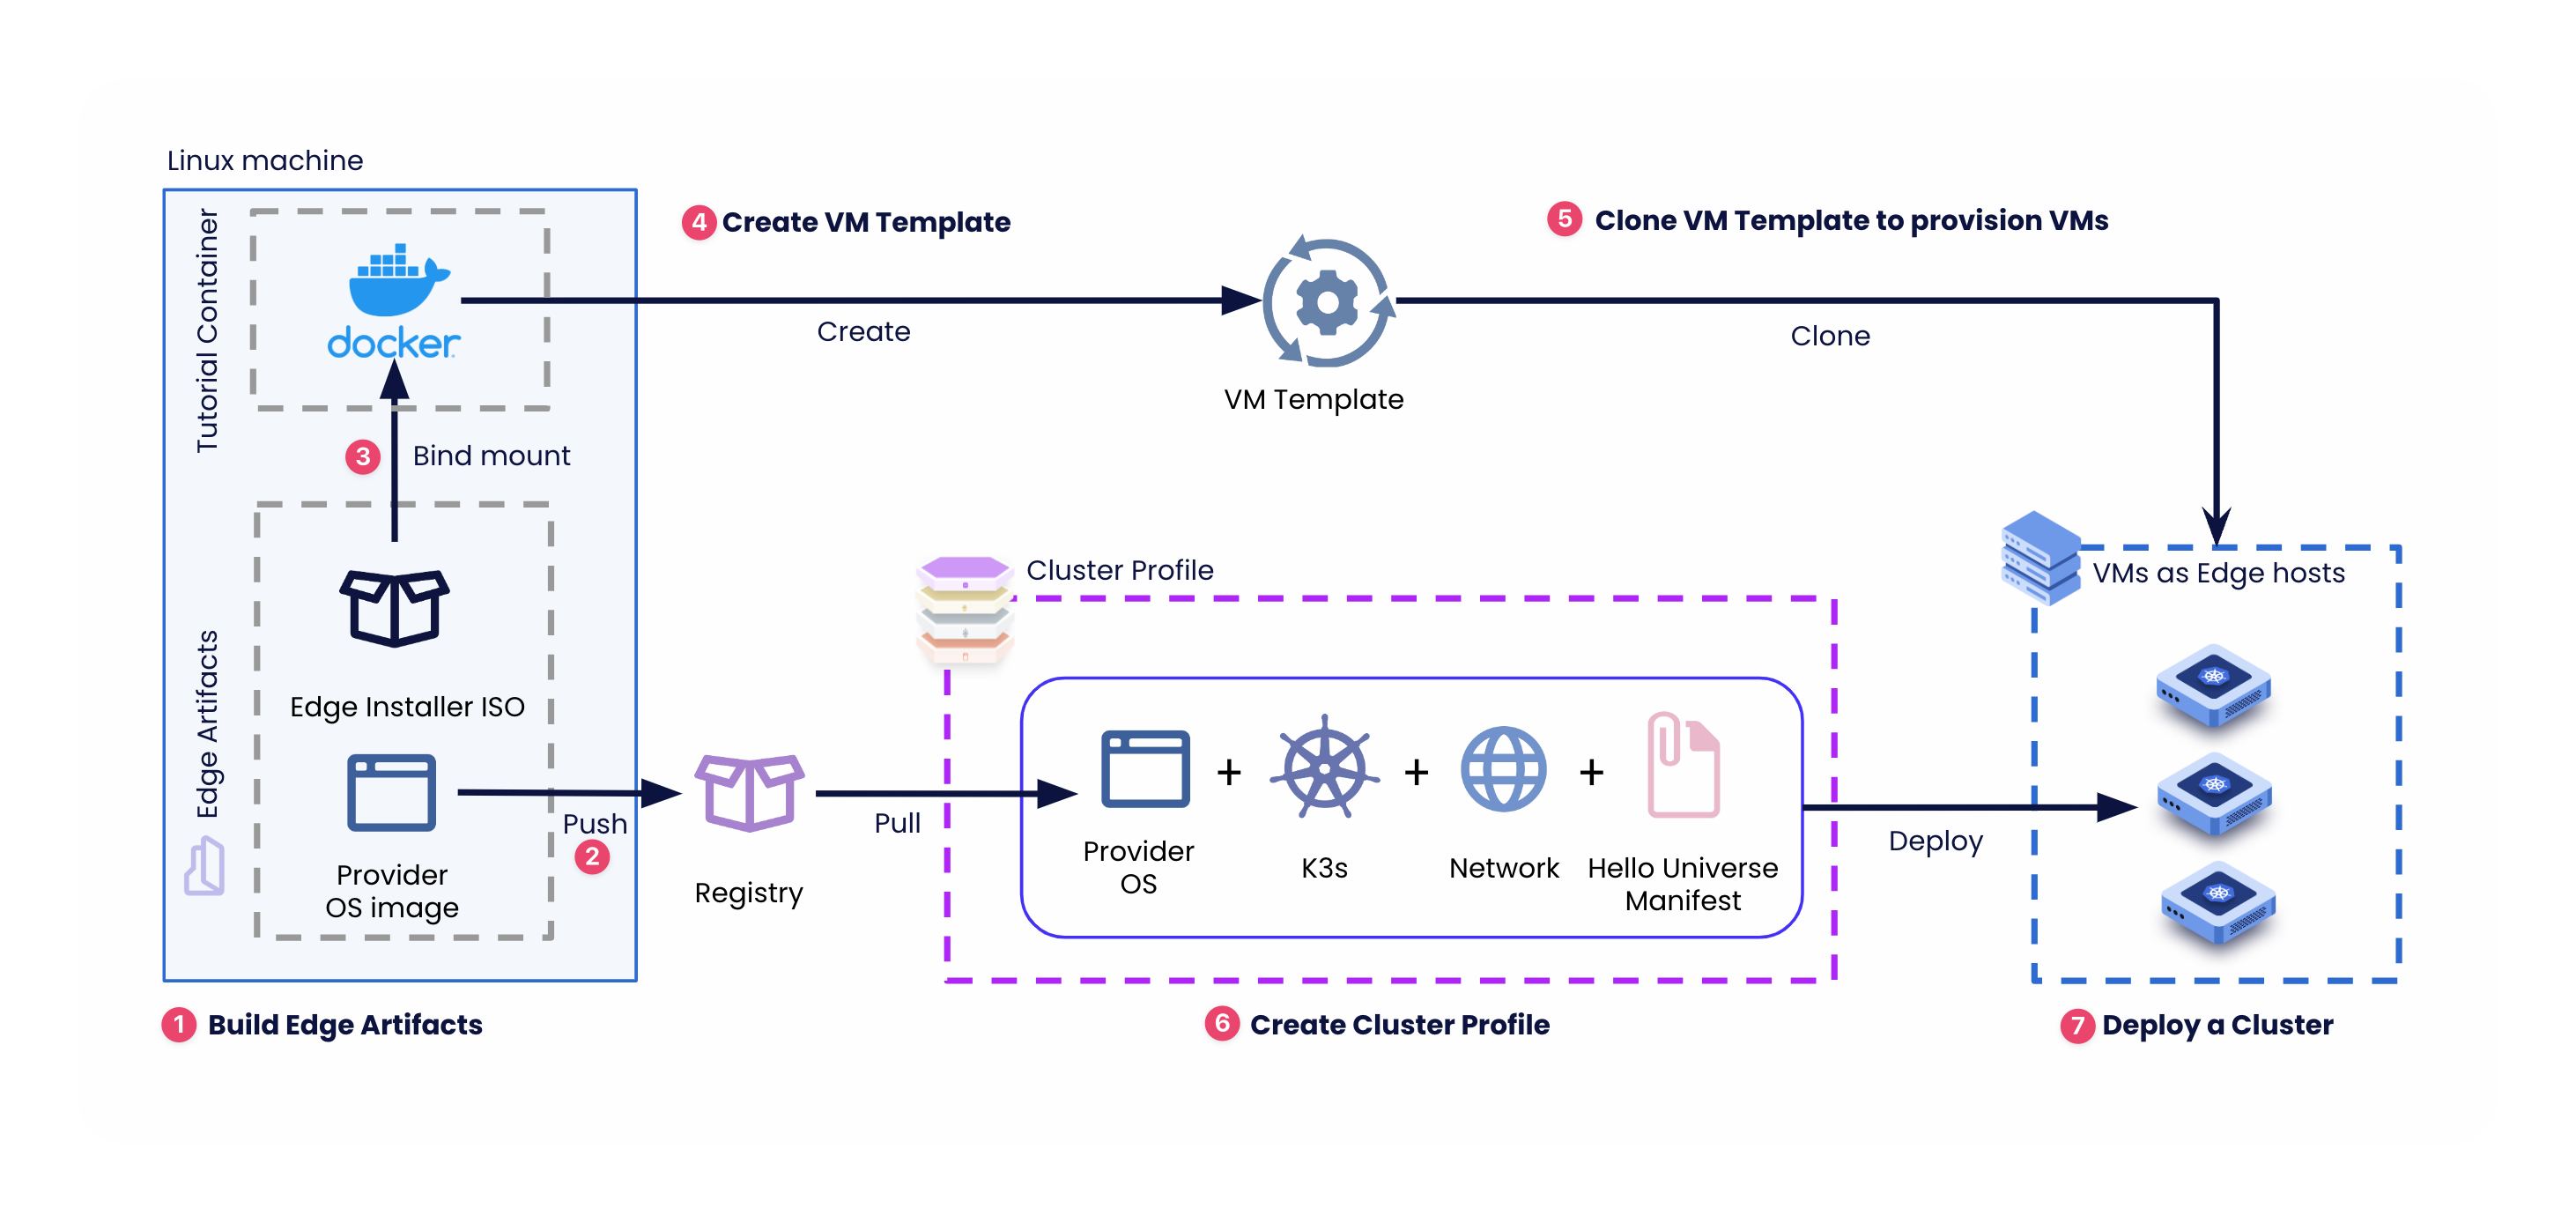 Linux machine
Tutorial Container
docker
4 Create VM Template
Create
VM Template
5 Clone VM Template to provision VMs
Clone
3 Bind mount
Edge Artifacts
Edge Installer ISO
Provider
OS image
Push
2
Registry
Pull
Cluster Profile
Provider
OS
+
K3s
+
Network
+
Hello Universe
Manifest
Deploy
VMs as Edge hosts
1 Build Edge Artifacts
6 Create Cluster Profile
7 Deploy a Cluster